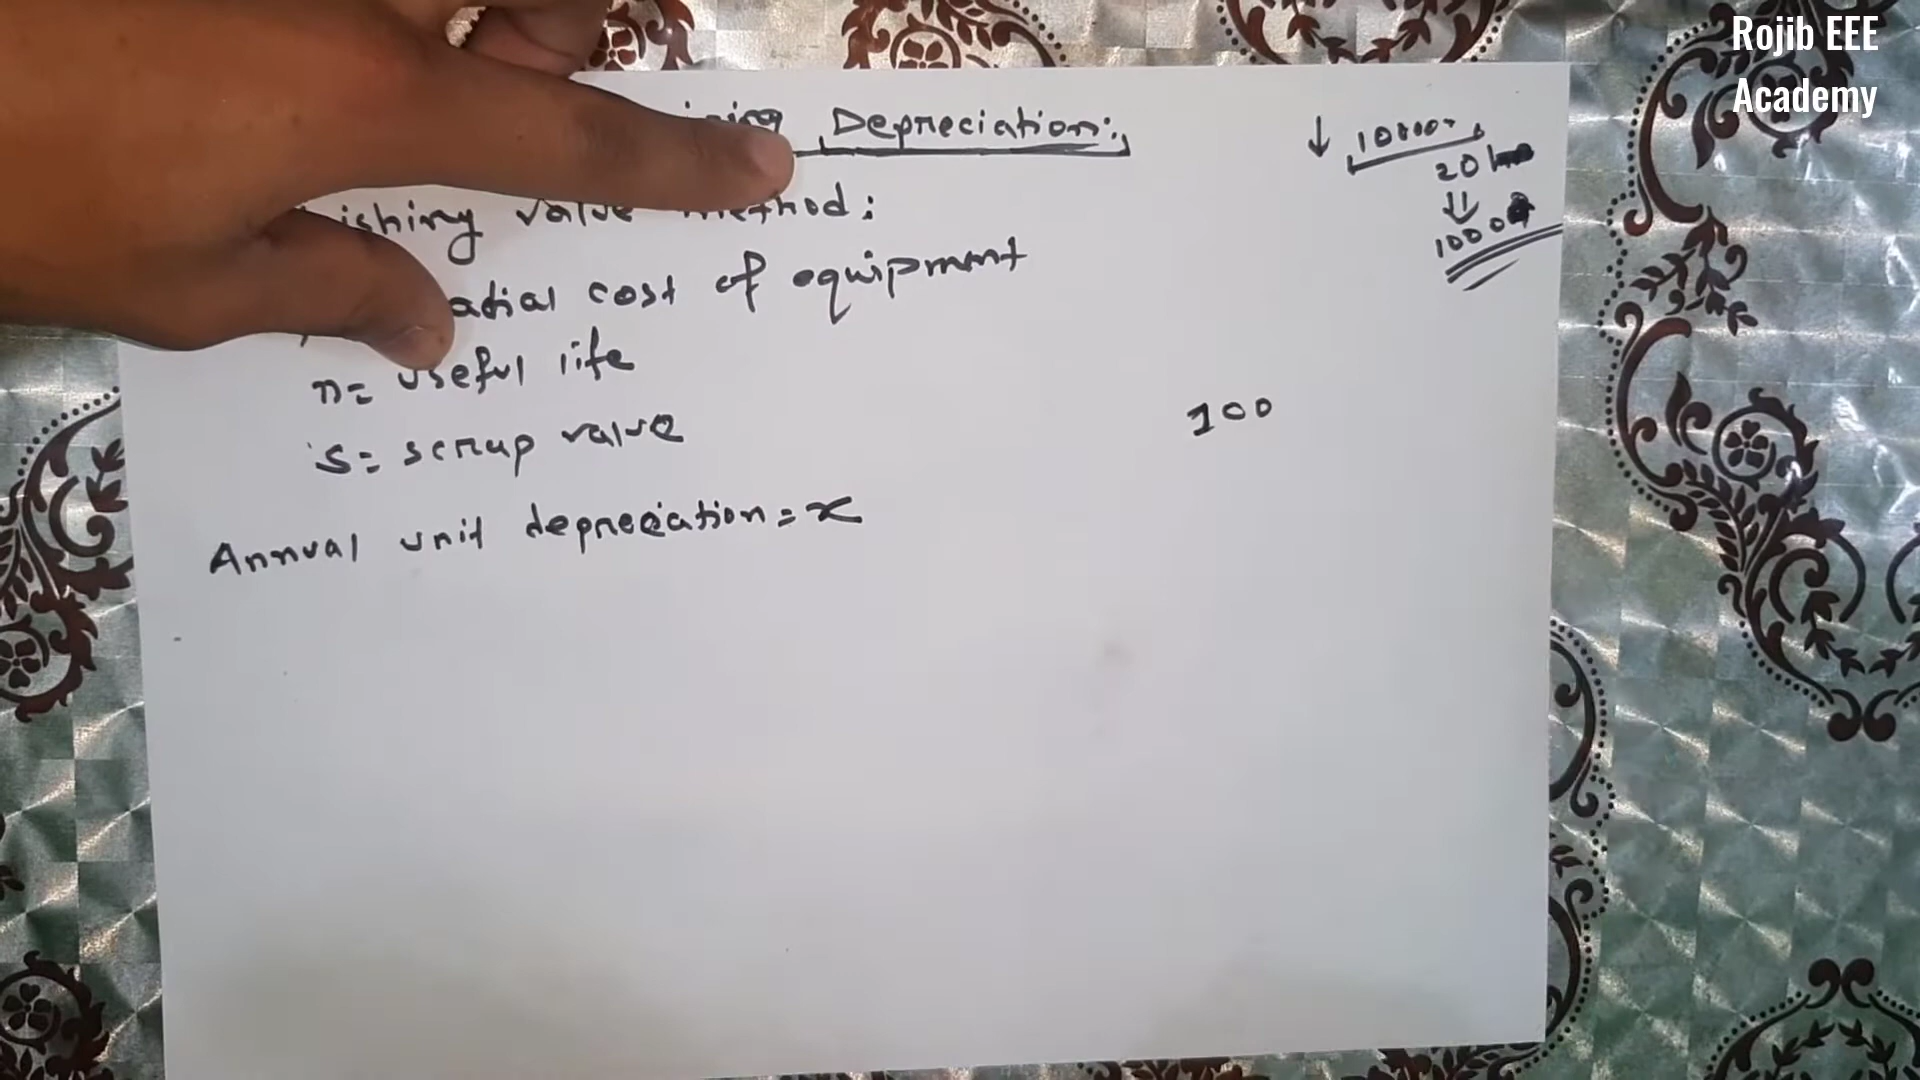 Rojib EEE
Academy
Depreciation:
10000
20
10000
value method:
cost of equipment
n= useful life
s= scrap value
100
Annual unit depreciation = x